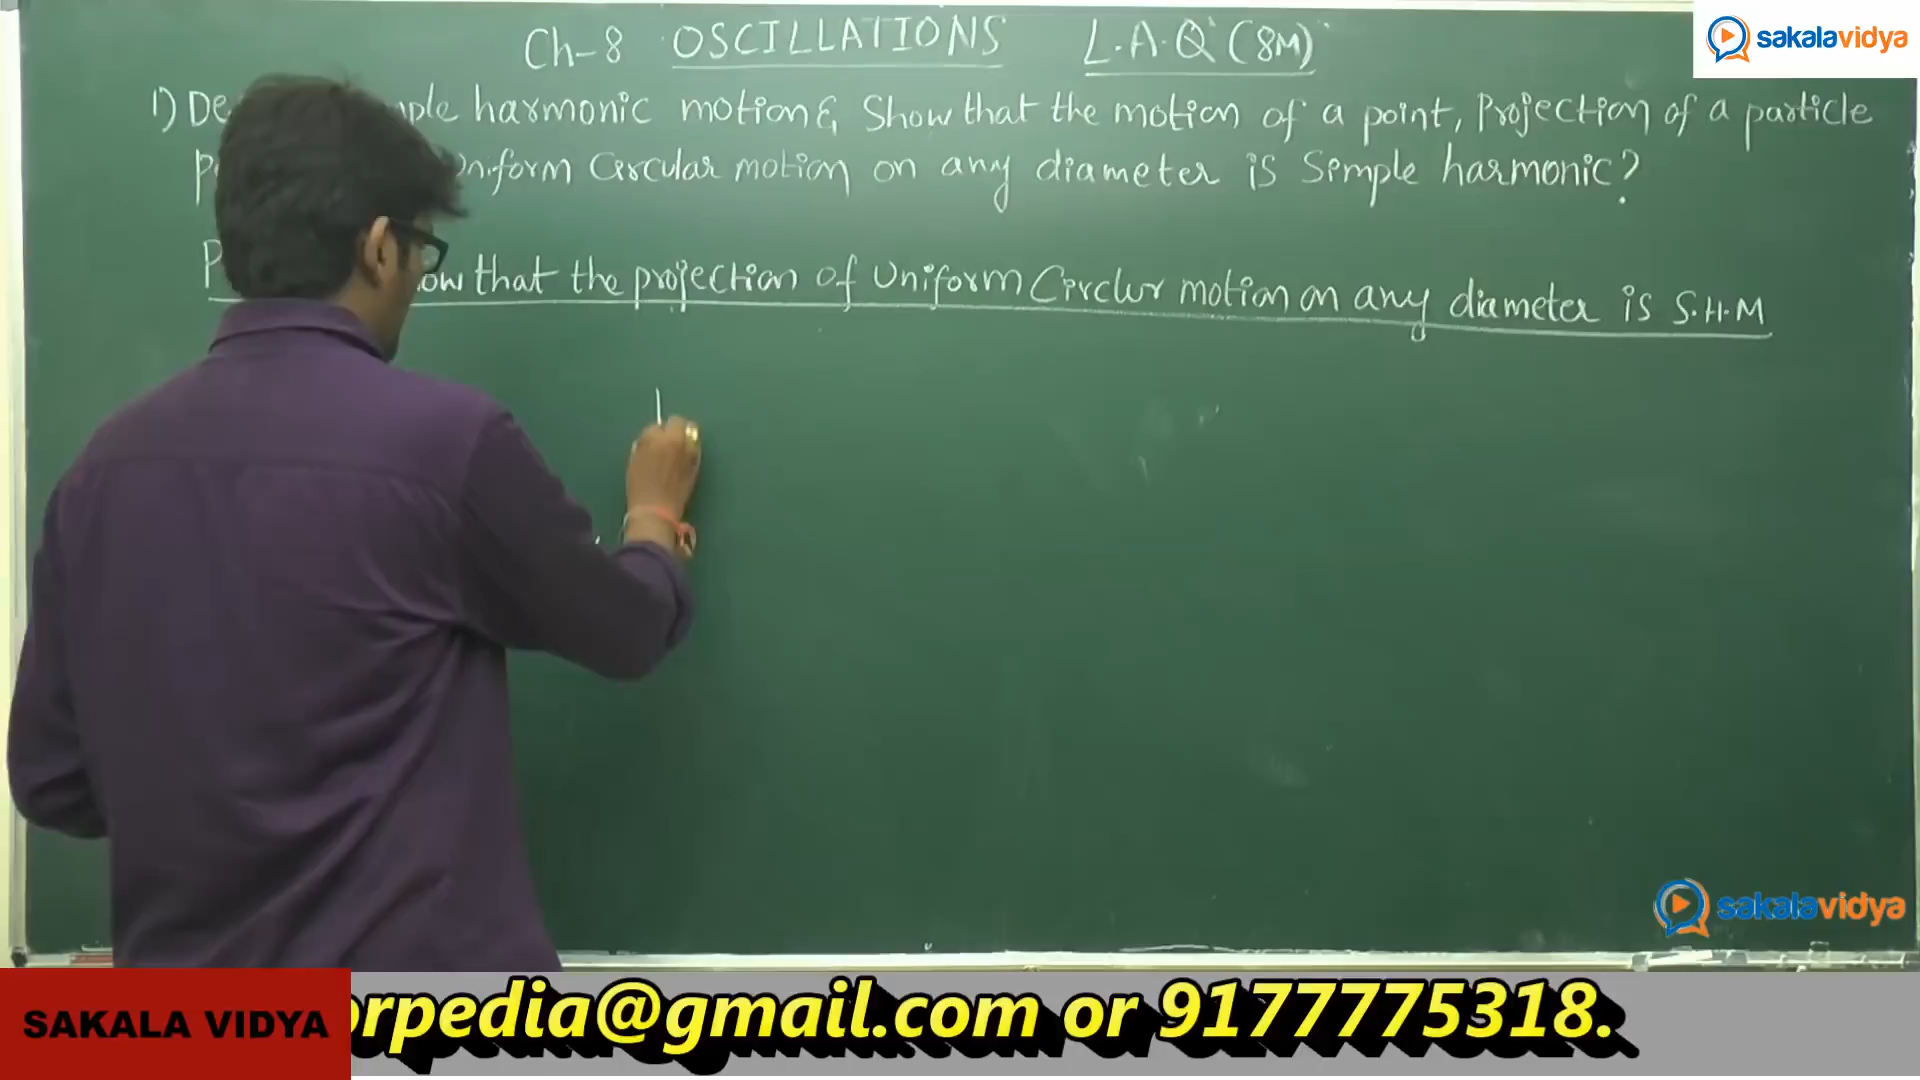 Ch-8 OSCILLATIONS L.A.Q (8M)
sakalavidya
1) De ple harmonic motion & Show that the motion of a point, Projection of a particle
P niform Circular motion on any diameter is Simple harmonic?
P ow that the projection of Uniform Circler motion on any diameter is S.H.M
sakalavidya
SAKALA VIDYA
orpedia@gmail.com or 9177775318.